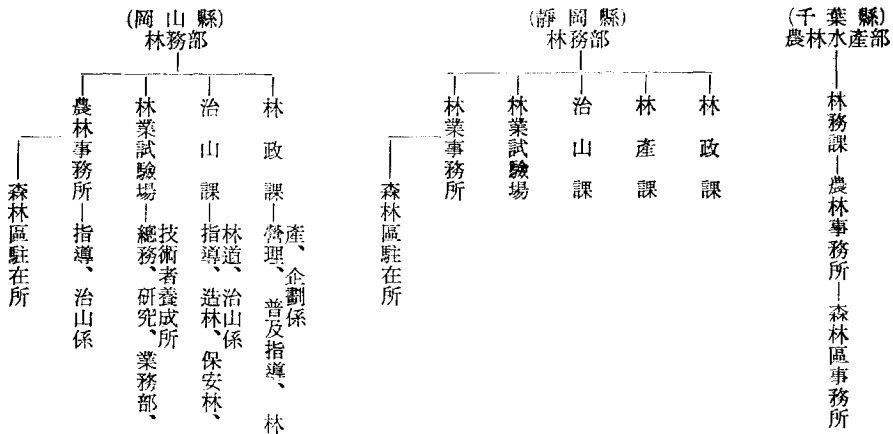 (千葉縣)
農林水產部
林務課—農林事務所—森林區事務所
(靜岡縣)
林務部
林政課
林產課
治山課
林業試驗場
林業事務所
森林區駐在所
(岡山縣)
林務部
林政課—營理、普及指導、林
產、企劃係
治山課—指導、造林、保安林、
林道、治山係
林業試驗場—總務、研究、業務部、
技術者養成所
農林事務所—指導、治山係
森林區駐在所